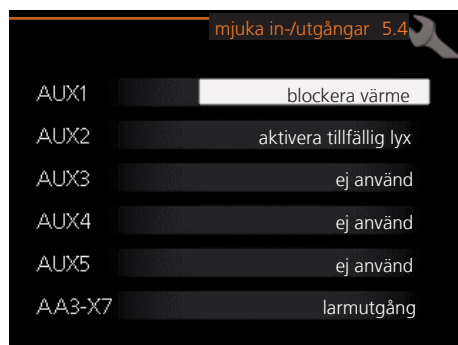 mjuka in-/utgångar 5.4
AUX1 blockera värme
AUX2 aktivera tillfällig lyx
AUX3 ej använd
AUX4 ej använd
AUX5 ej använd
AA3-X7 larmutgång